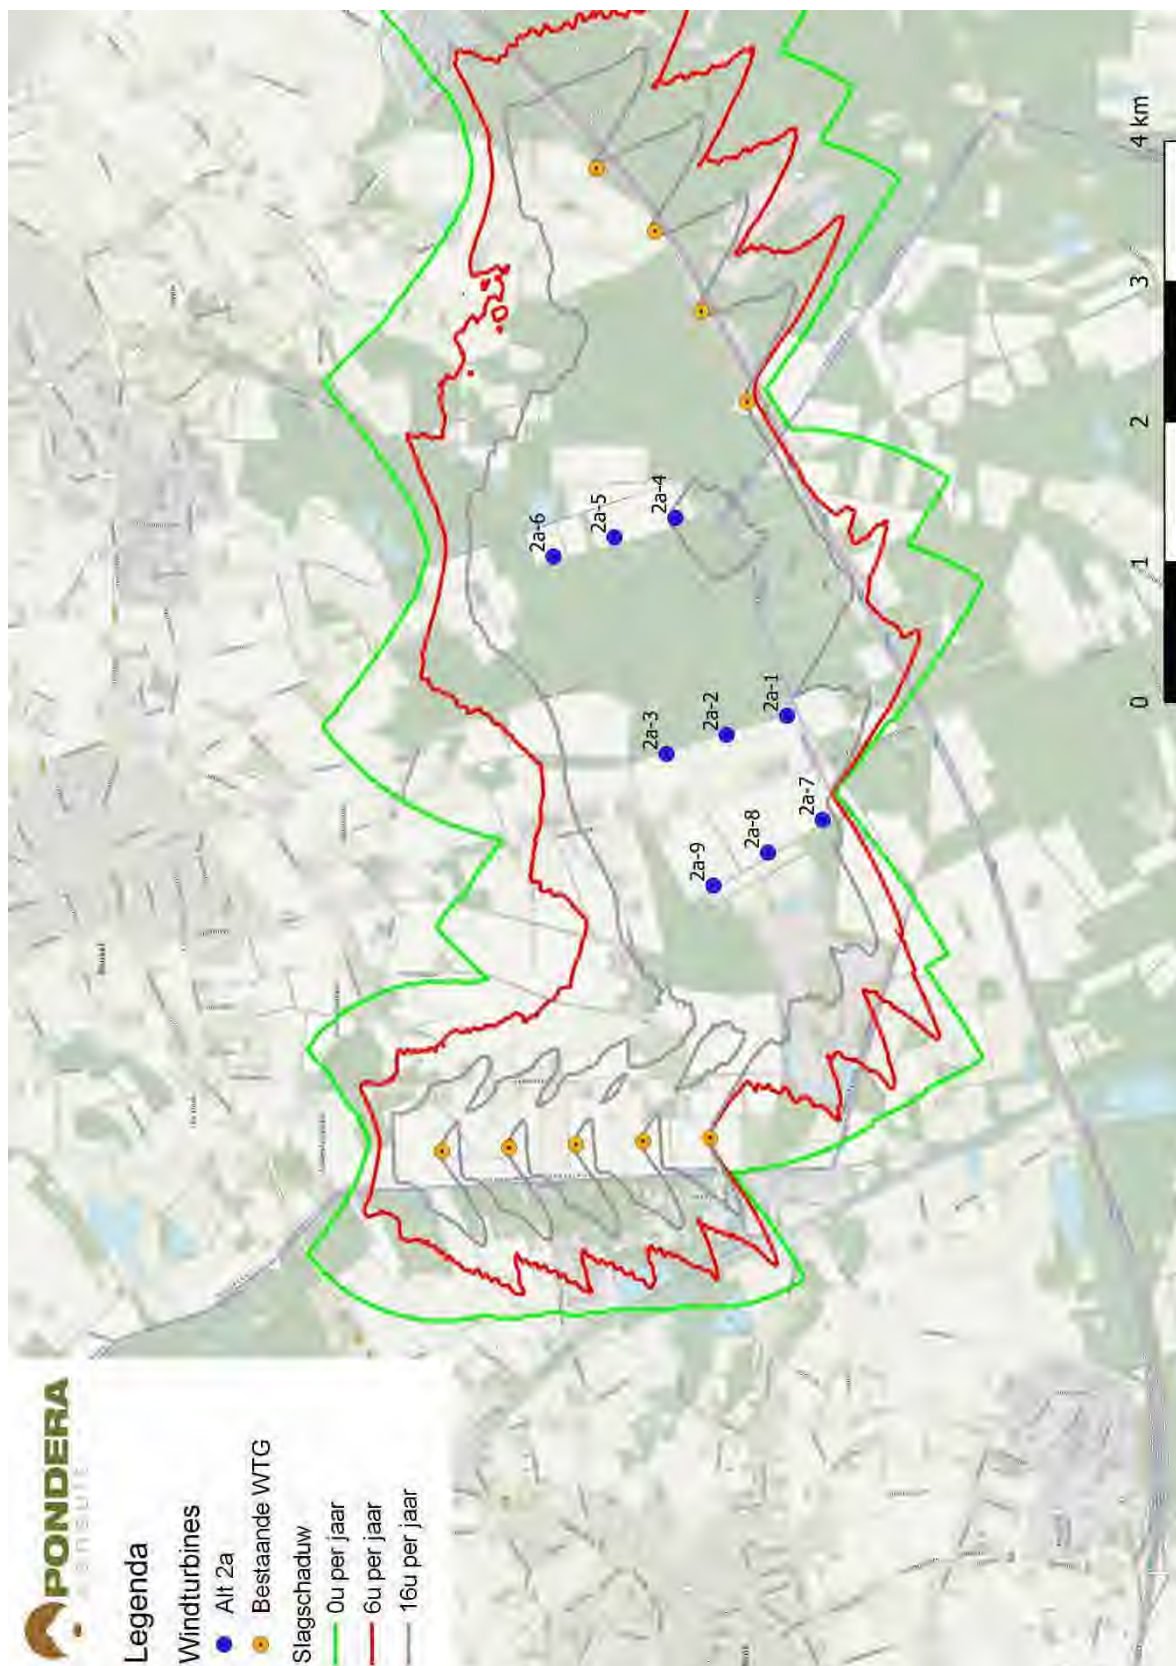 PONDERA
CONSULT
Legenda
Windturbines
Alt 2a
Bestaande WTG
Slagschaduw
0u per jaar
6u per jaar
16u per jaar
2a-6
2a-5
2a-4
2a-3
2a-2
2a-1
2a-9
2a-8
2a-7
0 1 2 3 4 km